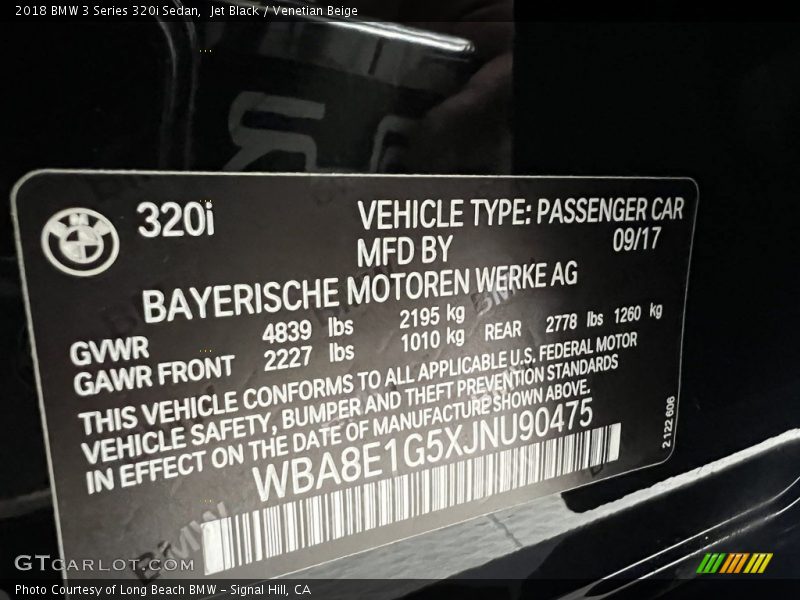 2018 BMW 3 Series 320i Sedan,  Jet Black / Venetian Beige
320i
VEHICLE TYPE: PASSENGER CAR
MFD BY 09/17
BAYERISCHE MOTOREN WERKE AG
GVWR 4839 lbs 2195 kg
GAWR FRONT 2227 lbs 1010 kg REAR 2778 lbs 1260 kg
THIS VEHICLE CONFORMS TO ALL APPLICABLE U.S. FEDERAL MOTOR
VEHICLE SAFETY, BUMPER AND THEFT PREVENTION STANDARDS
IN EFFECT ON THE DATE OF MANUFACTURE SHOWN ABOVE.
WBA8E1G5XJNU90475
2 122 606
BMW
GTCARLOT.COM
Photo Courtesy of Long Beach BMW - Signal Hill, CA